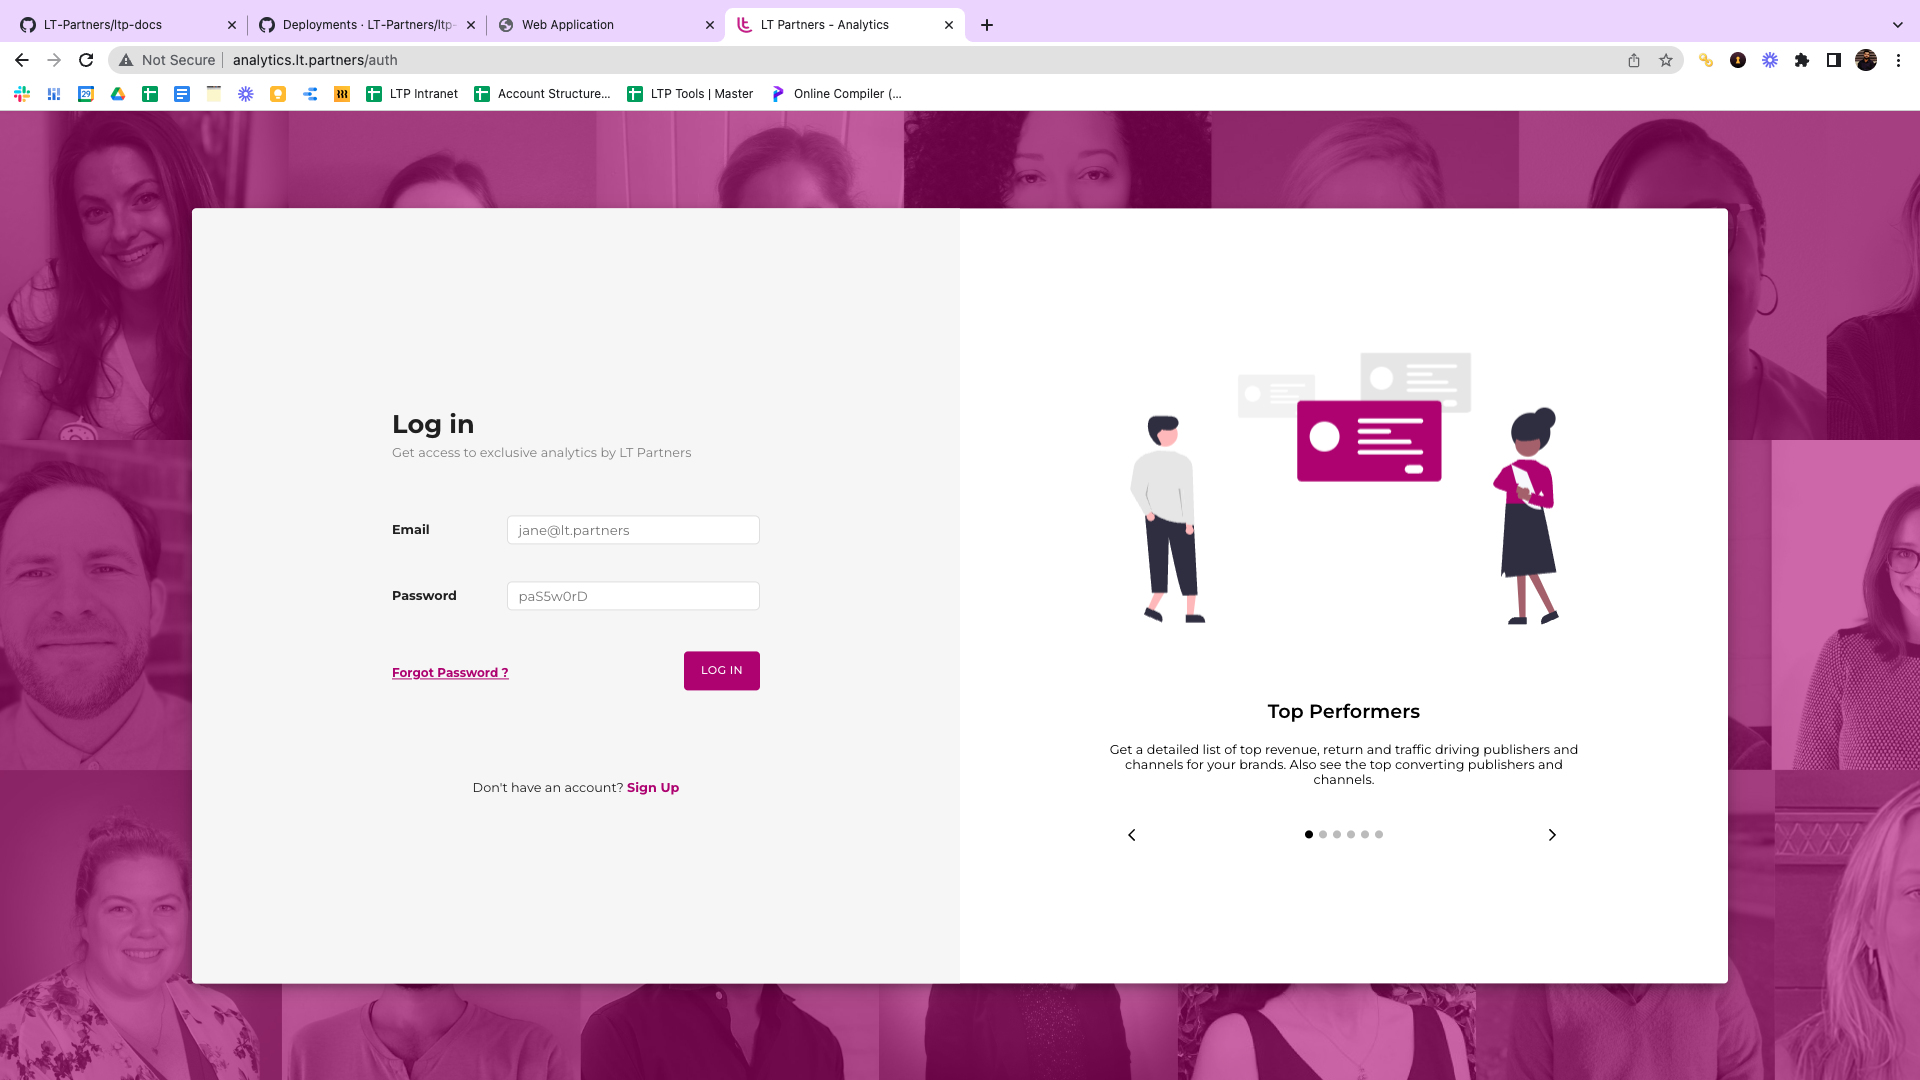 LT-Partners/ltp-docs
Deployments · LT-Partners/ltp-
Web Application
LT Partners - Analytics
Not Secure
analytics.lt.partners/auth
29
LTP Intranet
Account Structure...
LTP Tools | Master
Online Compiler (...
Log in
Get access to exclusive analytics by LT Partners
Email
jane@lt.partners
Password
paS5w0rD
Forgot Password ?
LOG IN
Don't have an account? Sign Up
Top Performers
Get a detailed list of top revenue, return and traffic driving publishers and
channels for your brands. Also see the top converting publishers and
channels.